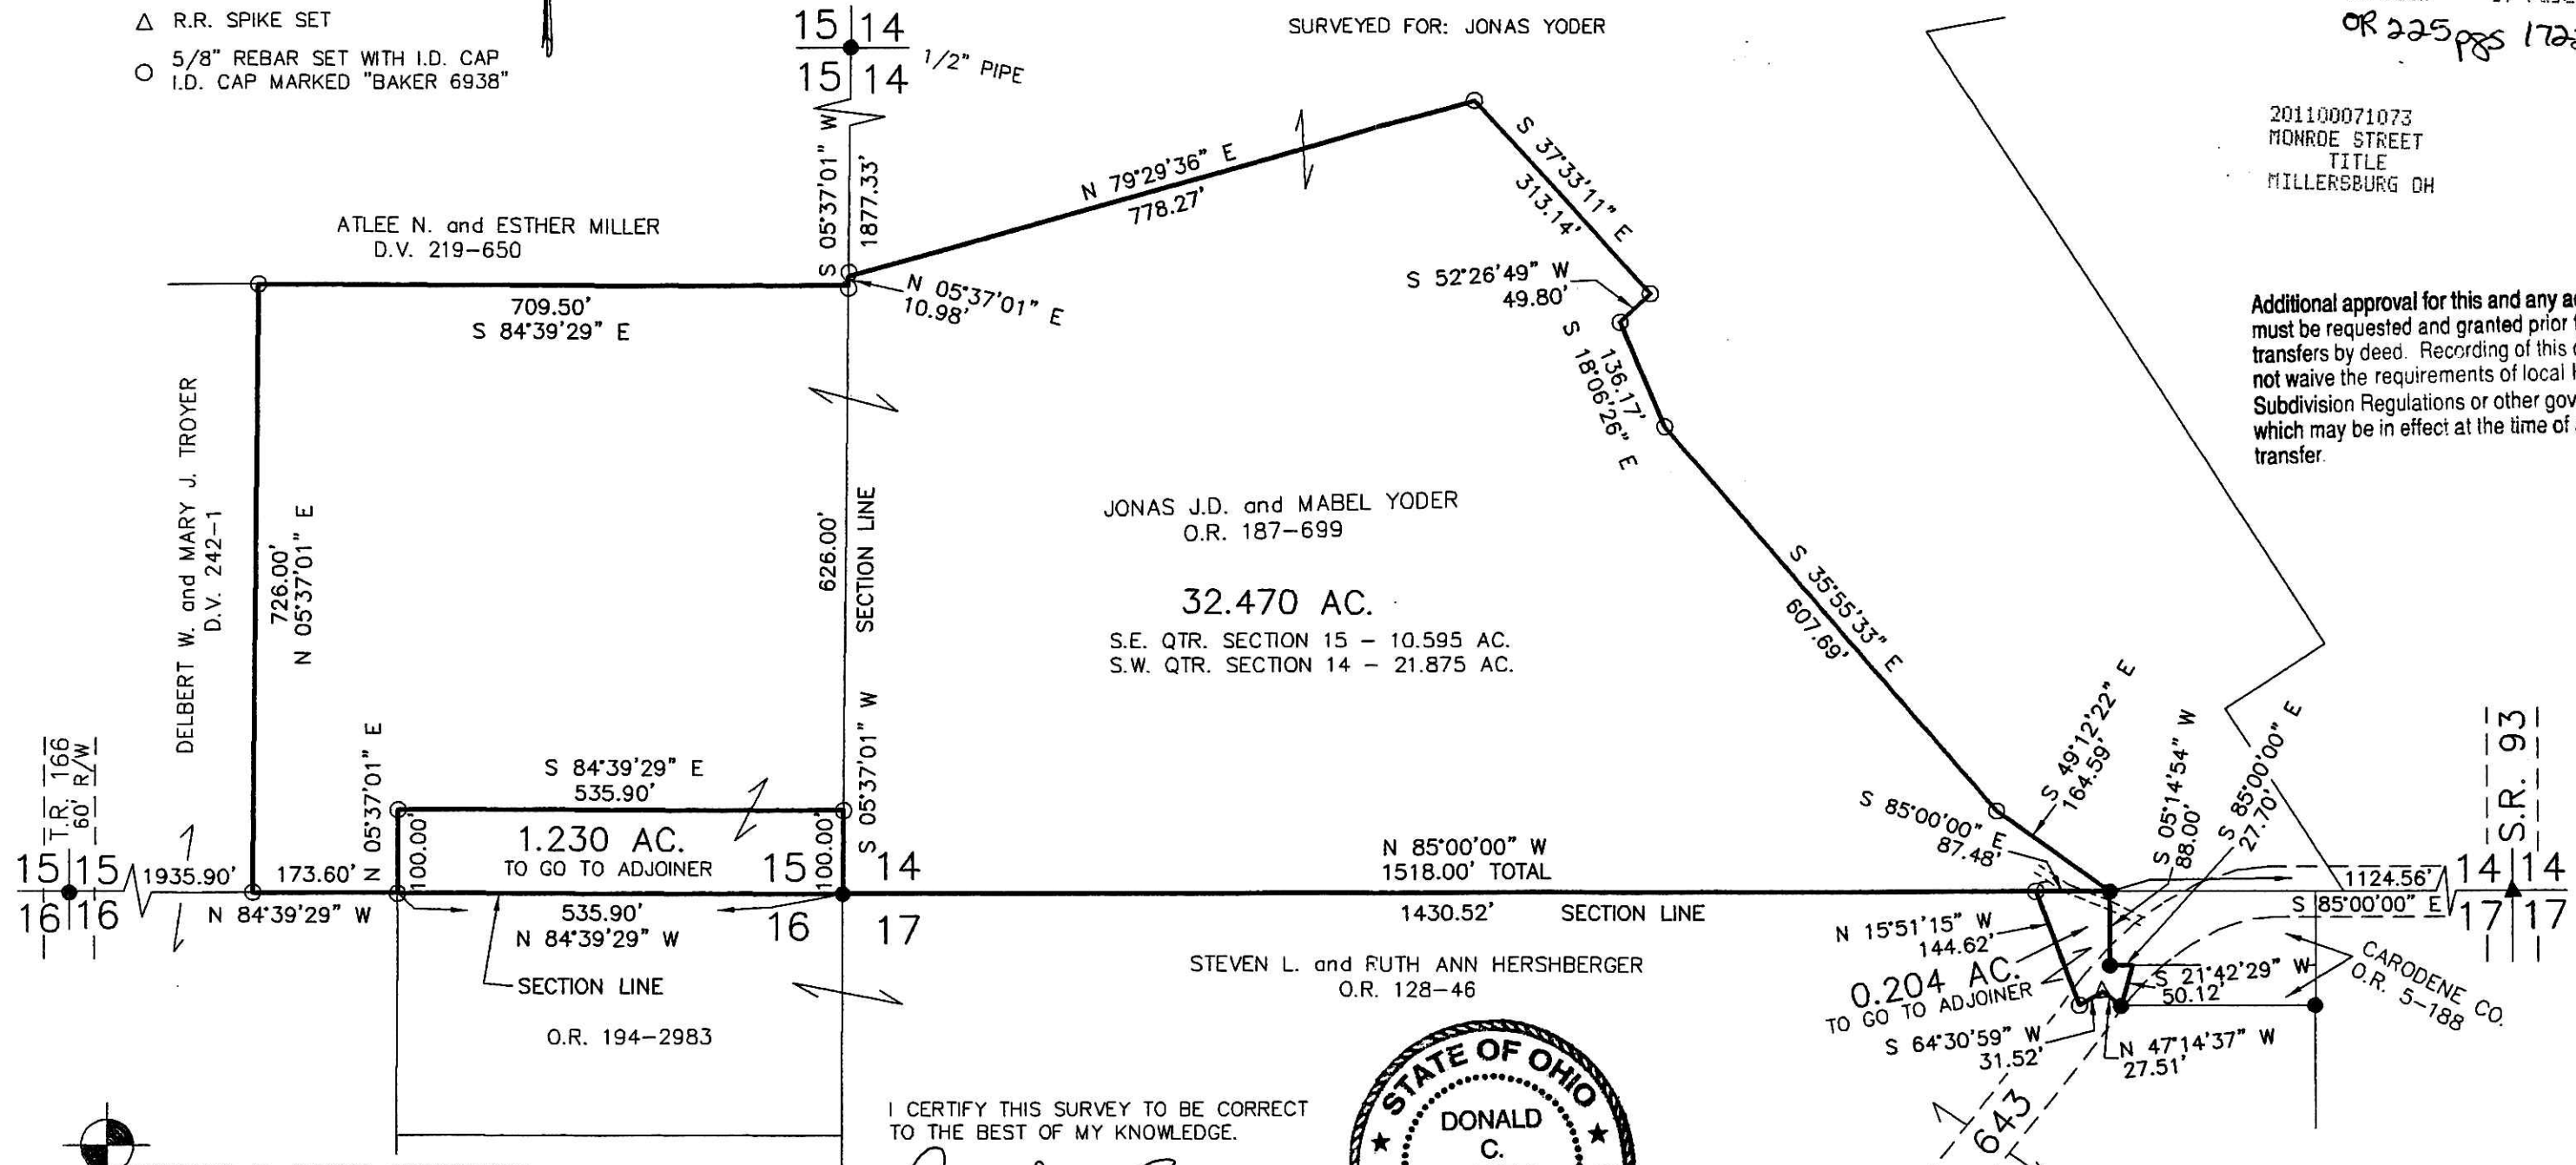 R.R. SPIKE SET
5/8" REBAR SET WITH I.D. CAP
I.D. CAP MARKED "BAKER 6938"
15 14
15 14
1/2" PIPE
SURVEYED FOR: JONAS YODER
OR 225 pgs
201100071073
MONROE STREET
TITLE
MILLERSBURG OH
S 05°37'01" W
1877.33'
N 79°29'36" E
778.27'
S 37°33'11" E
313.14'
ATLEE N. and ESTHER MILLER
D.V. 219-650
709.50'
S 84°39'29" E
N 05°37'01" E
10.98'
S 52°26'49" W
49.80'
136.17'
S 18°06'26" E
Additional approval for this and any
must be requested and granted prior
transfers by deed. Recording of this
not waive the requirements of local
Subdivision Regulations or other
which may be in effect at the time of
transfer.
DELBERT W. and MARY J. TROYER
D.V. 242-1
726.00'
N 05°37'01" E
626.00'
SECTION LINE
JONAS J.D. and MABEL YODER
O.R. 187-699
32.470 AC.
S.E. QTR. SECTION 15 - 10.595 AC.
S.W. QTR. SECTION 14 - 21.875 AC.
S 35°55'33" E
607.69'
S 49°12'22" E
164.59'
S 05°14'54" W
88.00'
S 85°00'00" E
27.70'
S.R. 93
T.R. 166
60' R/W
N 05°37'01" E
S 84°39'29" E
535.90'
1.230 AC.
TO GO TO ADJOINER
100.00'
100.00'
S 05°37'01" W
S 85°00'00" E
87.48'
N 85°00'00" W
1518.00' TOTAL
15 15
16 16
1935.90'
173.60'
N 84°39'29" W
535.90'
N 84°39'29" W
15 14
16 17
1430.52'
SECTION LINE
1124.56'
S 85°00'00" E
14 14
17 17
SECTION LINE
O.R. 194-2983
STEVEN L. and RUTH ANN HERSHBERGER
O.R. 128-46
N 15°51'15" W
144.62'
0.204 AC.
TO GO TO ADJOINER
S 21°42'29" W
50.12'
CARODENE CO.
O.R. 5-188
S 64°30'59" W
31.52'
N 47°14'37" W
27.51'
643
I CERTIFY THIS SURVEY TO BE CORRECT
TO THE BEST OF MY KNOWLEDGE.
STATE OF OHIO
DONALD
C.